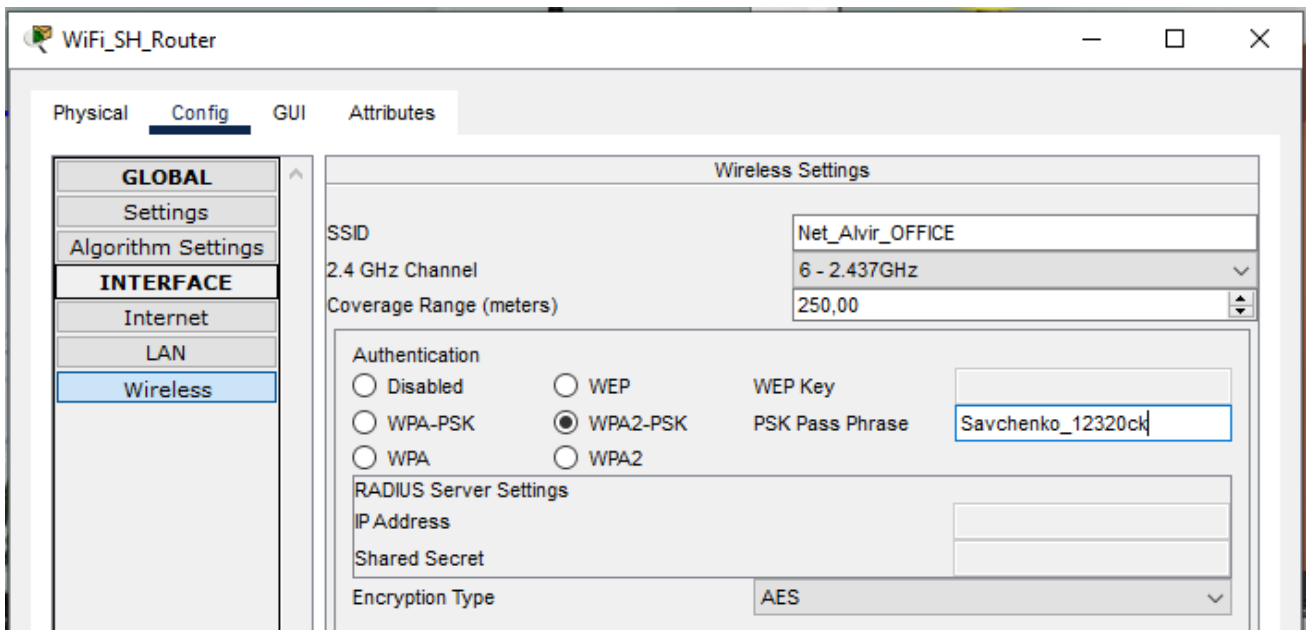 WiFi_SH_Router
Physical Config GUI Attributes
GLOBAL
Settings
Algorithm Settings
INTERFACE
Internet
LAN
Wireless
Wireless Settings
SSID Net_Alvir_OFFICE
2.4 GHz Channel 6 - 2.437GHz
Coverage Range (meters) 250,00
Authentication
Disabled WEP WEP Key
WPA-PSK WPA2-PSK PSK Pass Phrase Savchenko_12320ck
WPA WPA2
RADIUS Server Settings
IP Address
Shared Secret
Encryption Type AES